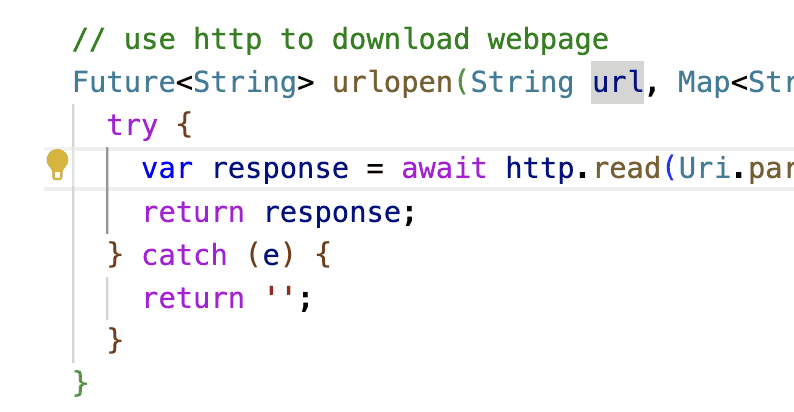 // use http to download webpage
Future<String> urlopen(String url, Map<Str
try {
var response = await http.read(Uri.par
return response;
} catch (e) {
return '';
}
}